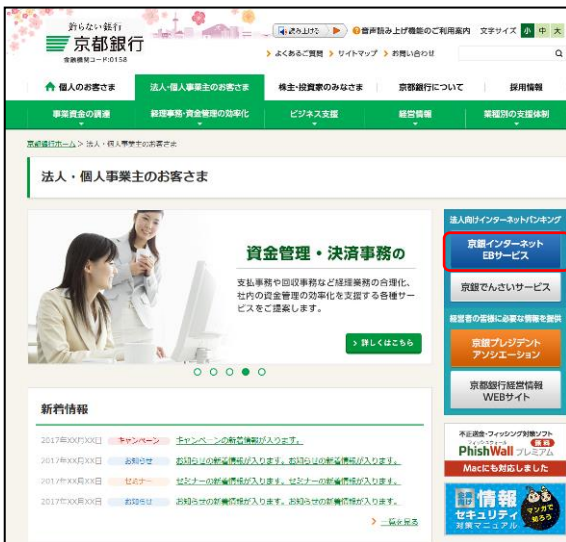 飾らない銀行
京都銀行
金融機関コード:0158
読み上げる
音声読み上げ機能のご利用案内 文字サイズ 小 中 大
よくあるご質問 サイトマップ お問い合わせ
個人のお客さま 法人・個人事業主のお客さま 株主・投資家のみなさま 京都銀行について 採用情報
事業資金の調達 経理事務・資金管理の効率化 ビジネス支援 経営情報 業種別の支援体制
京都銀行ホーム > 法人・個人事業主のお客さま
法人・個人事業主のお客さま
資金管理・決済事務の
支払事務や回収事務など経理業務の合理化、
社内の資金管理の効率化を支援する各種サー
ビスをご提案します。
> 詳しくはこちら
法人向けインターネットバンキング
京銀インターネット
EBサービス
京銀でんさいサービス
経営者の皆様に必要な情報を提供
京銀プレジデント
アソシエーション
京都銀行経営情報
WEBサイト
新着情報
2017年XX月XX日 キャンペーン キャンペーンの新着情報が入ります。
2017年XX月XX日 お知らせ お知らせの新着情報が入ります。お知らせの新着情報が入ります。
2017年XX月XX日 セミナー セミナーの新着情報が入ります。セミナーの新着情報が入ります。
2017年XX月XX日 お知らせ お知らせの新着情報が入ります。お知らせの新着情報が入ります。
> 一覧を見る
不正送金・フィッシング対策ソフト
フィッシュウォール 無料
PhishWall プレミアム
Macにも対応しました
企業向け 情報
セキュリティ
対策マニュアル
マンガで
知ろう